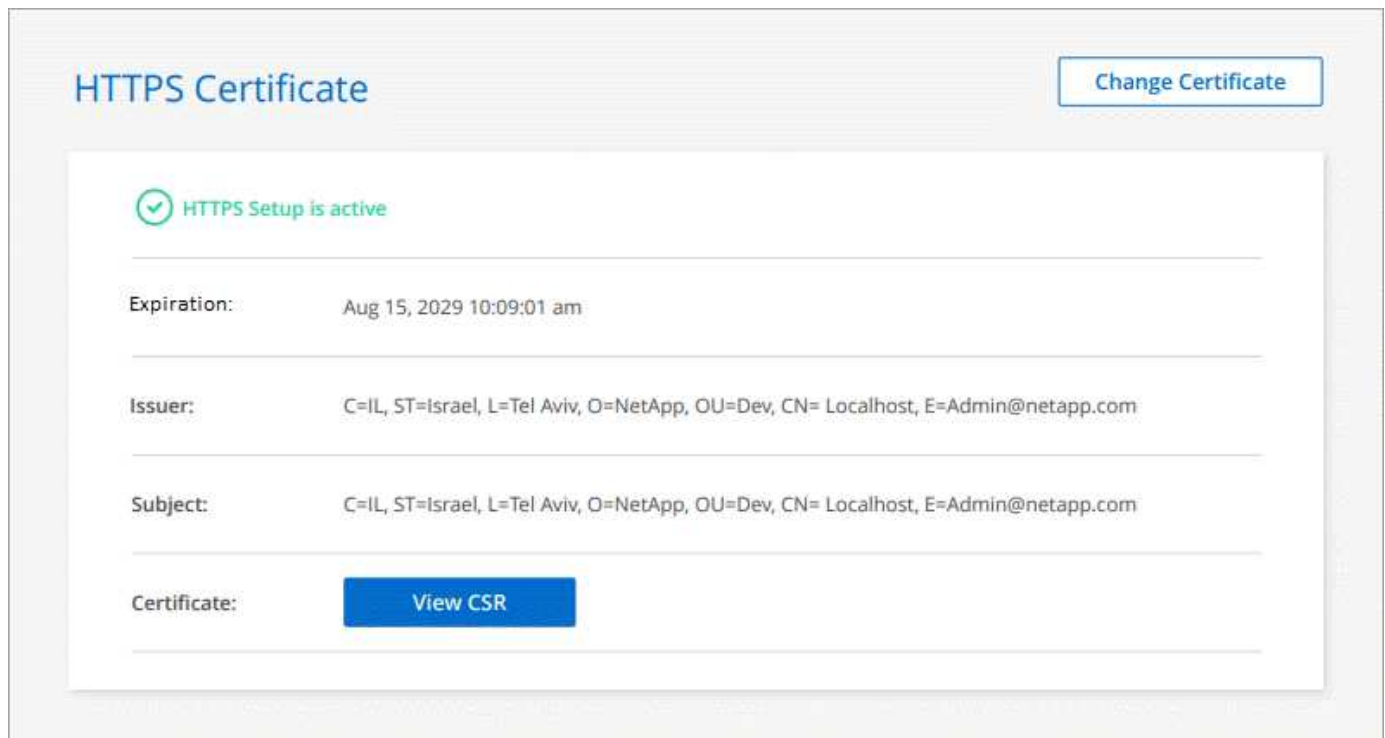 HTTPS Certificate
Change Certificate
HTTPS Setup is active
Expiration: Aug 15, 2029 10:09:01 am
Issuer: C=IL, ST=Israel, L=Tel Aviv, O=NetApp, OU=Dev, CN= Localhost, E=Admin@netapp.com
Subject: C=IL, ST=Israel, L=Tel Aviv, O=NetApp, OU=Dev, CN= Localhost, E=Admin@netapp.com
Certificate: View CSR